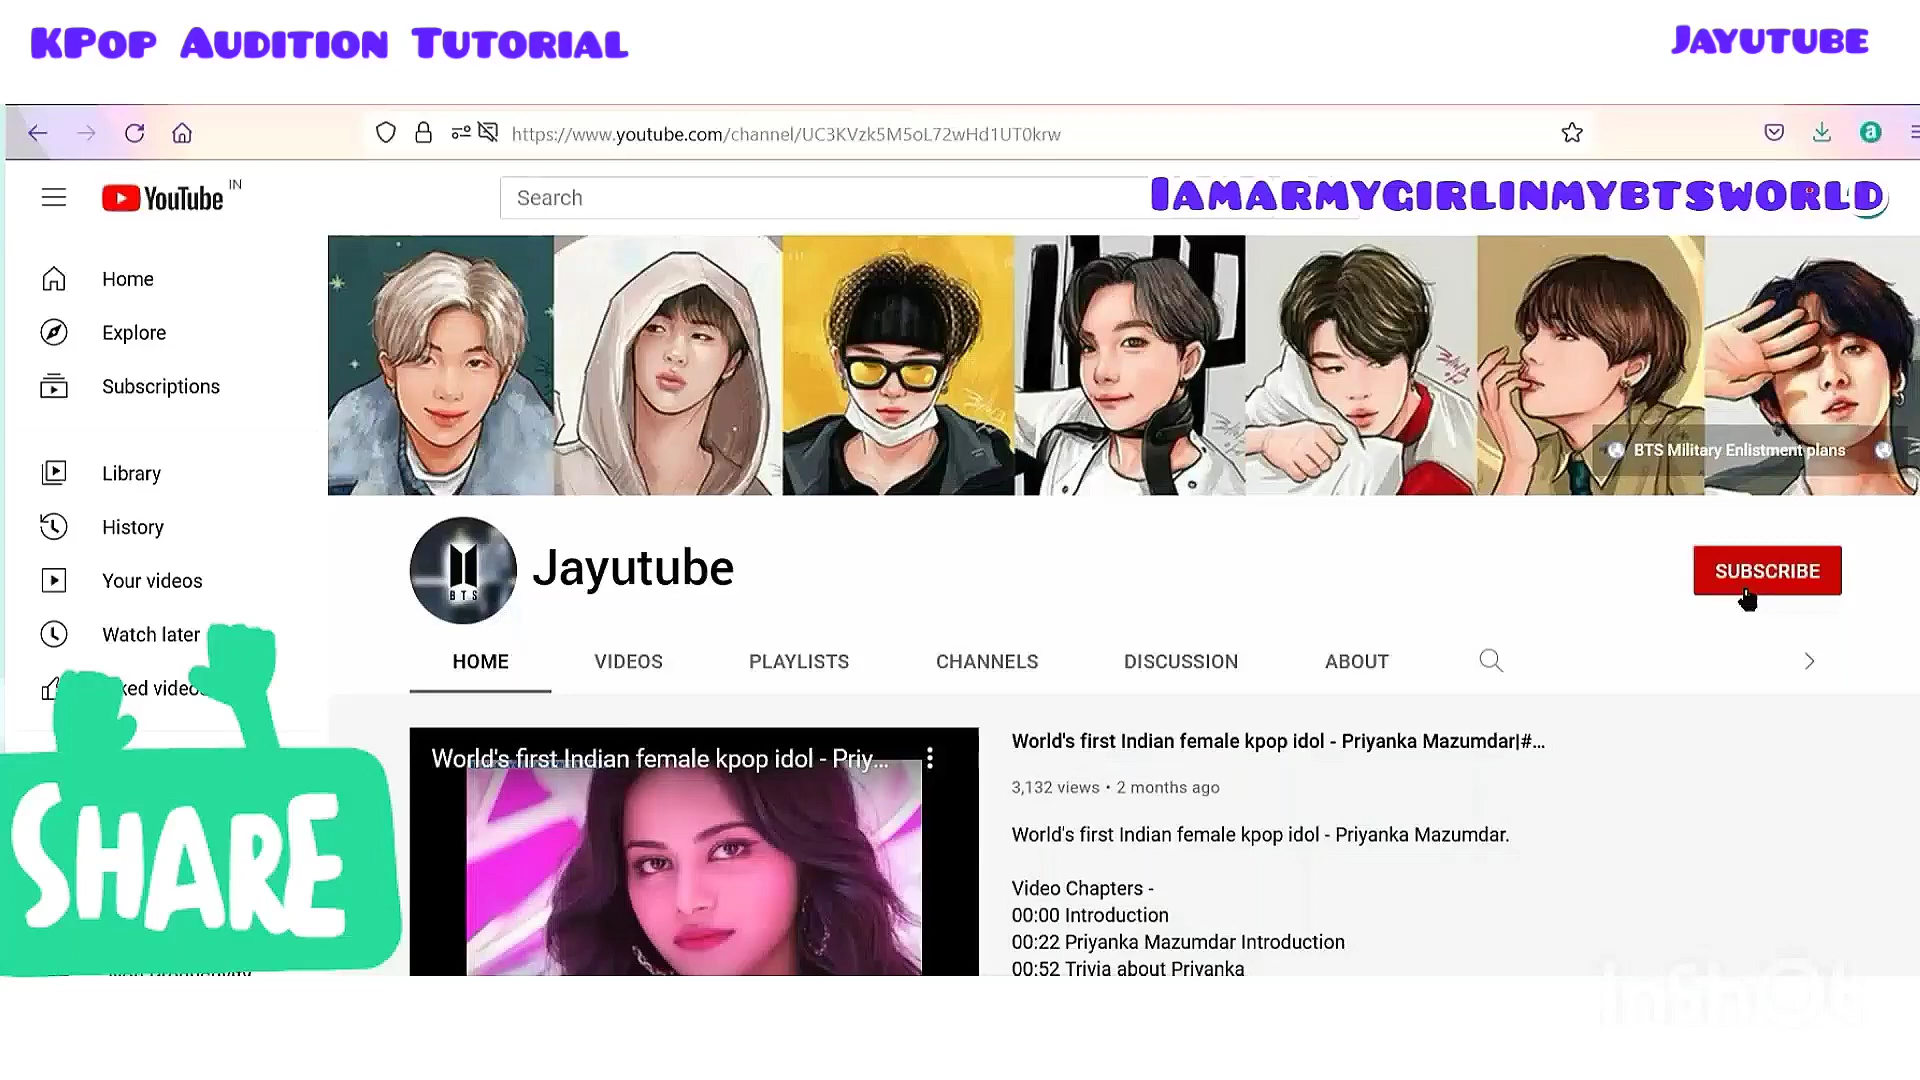 KPop Audition Tutorial
Jayutube
https://www.youtube.com/channel/UC3KVzk5M5oL72wHd1UT0krw
YouTube IN
Search
Iamarmygirlinmybtsworld
Home
Explore
Subscriptions
Library
History
Your videos
Watch later
ked videos
BTS Military Enlistment plans
BTS
Jayutube
SUBSCRIBE
HOME
VIDEOS
PLAYLISTS
CHANNELS
DISCUSSION
ABOUT
SHARE
World's first Indian female kpop idol - Priy...
World's first Indian female kpop idol - Priyanka Mazumdar|#...
3,132 views • 2 months ago
World's first Indian female kpop idol - Priyanka Mazumdar.
Video Chapters -
00:00 Introduction
00:22 Priyanka Mazumdar Introduction
00:52 Trivia about Priyanka
InShOt